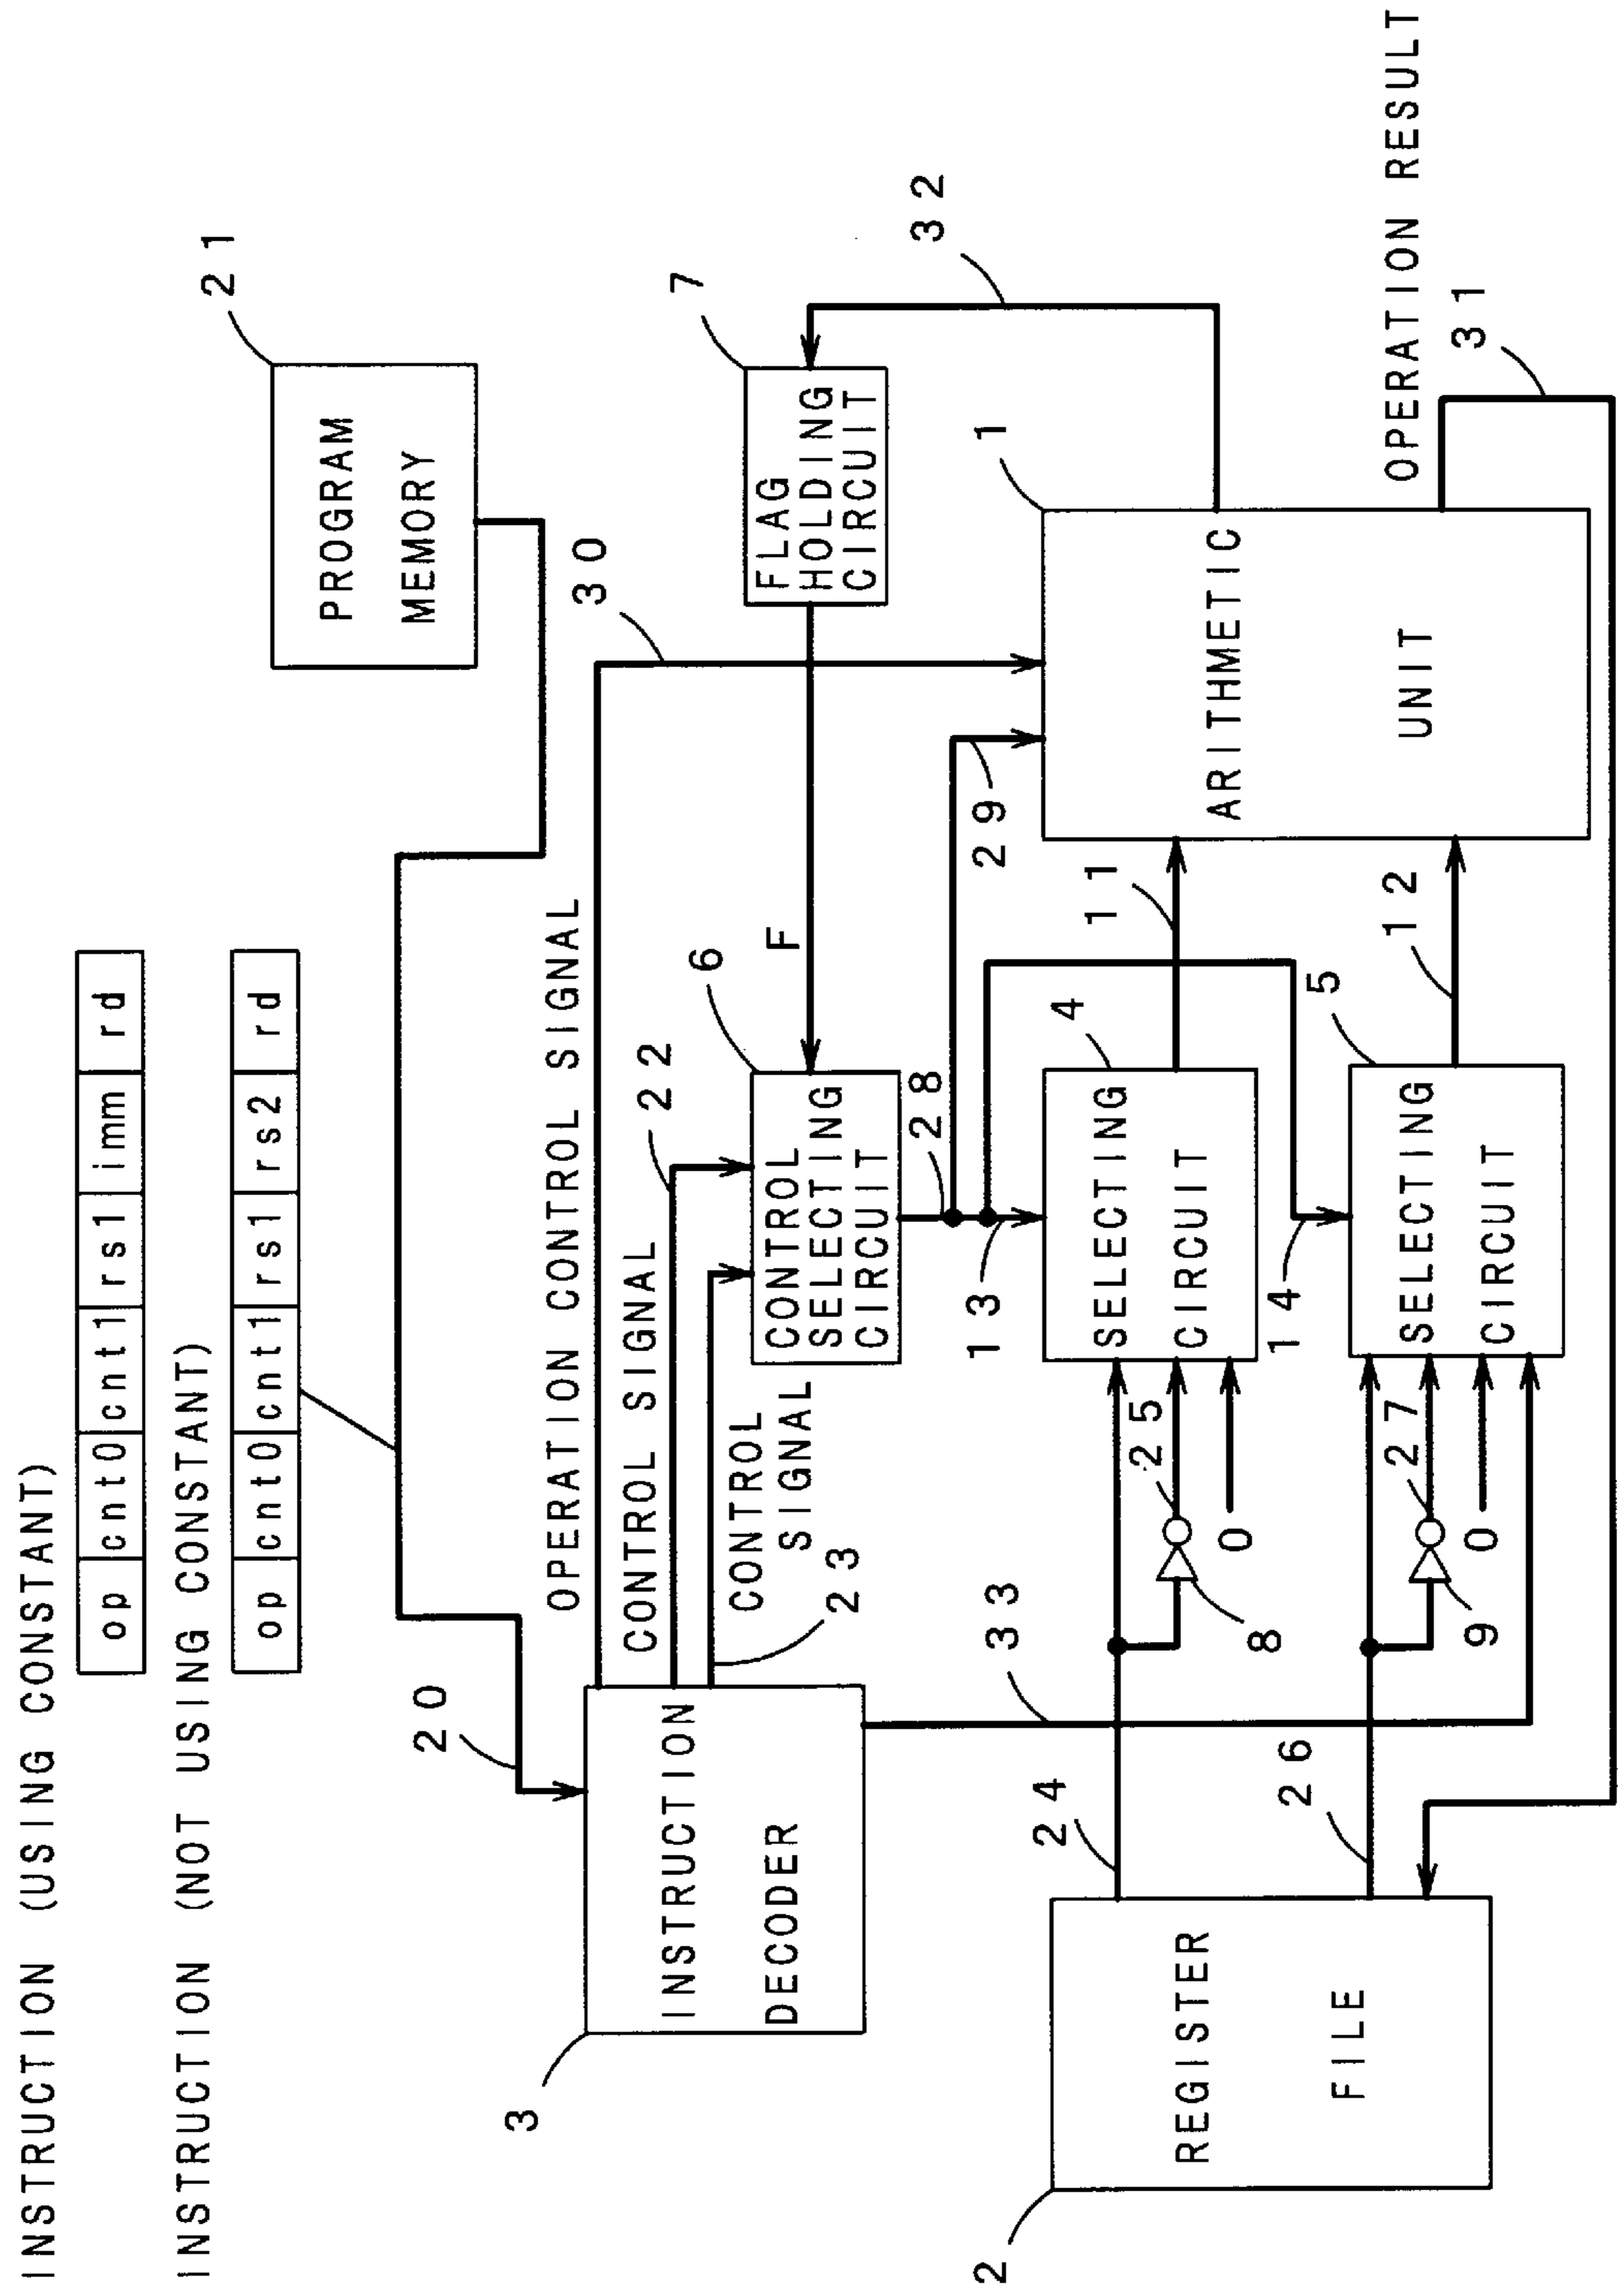 INSTRUCTION (USING CONSTANT)
op cnt0 cnt1 rs1 imm rd
INSTRUCTION (NOT USING CONSTANT)
op cnt0 cnt1 rs1 rs2 rd
21
PROGRAM
MEMORY
20
OPERATION CONTROL SIGNAL
30
CONTROL SIGNAL
22
CONTROL
SIGNAL
23
3
INSTRUCTION
DECODER
6
CONTROL
SELECTING
CIRCUIT
F
7
FLAG
HOLDING
CIRCUIT
32
28
29
13
33
24
4
SELECTING
CIRCUIT
25
8
0
11
1
ARITHMETIC
UNIT
14
5
SELECTING
CIRCUIT
26
27
9
0
12
OPERATION RESULT
31
2
REGISTER
FILE